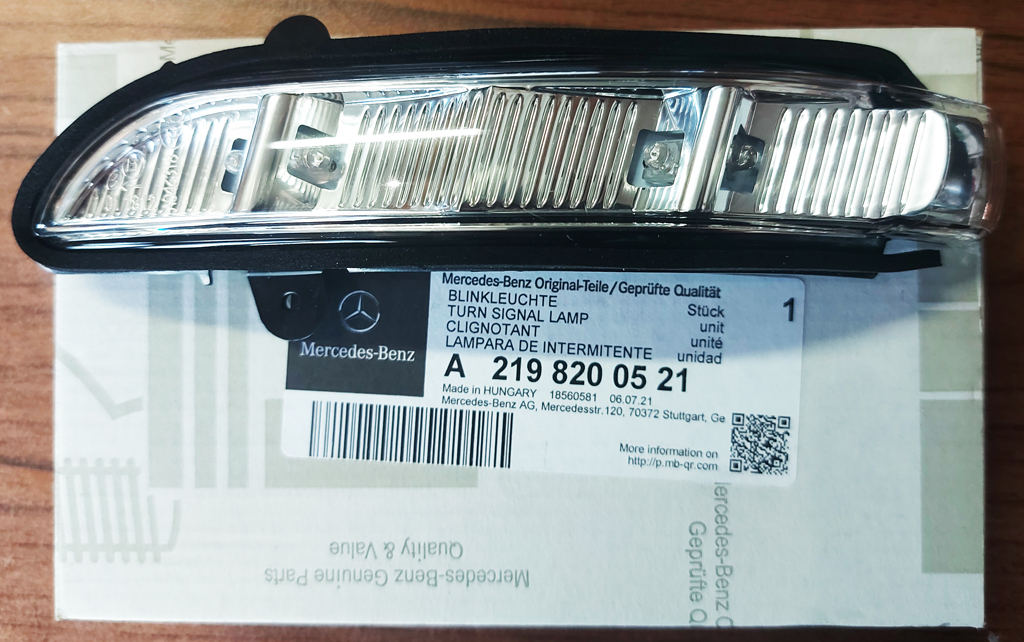 Mercedes-Benz Original-Teile/Geprüfte Qualität
BLINKLEUCHTE Stück 1
TURN SIGNAL LAMP unit
CLIGNOTANT unité
LAMPARA DE INTERMITENTE unidad
Mercedes-Benz
A 219 820 05 21
Made in HUNGARY 18560581 06.07.21
Mercedes-Benz AG, Mercedesstr.120, 70372 Stuttgart, Ge
More information on
http://p.mb-qr.com
Mercedes-Benz Genuine Parts
Quality & Value
ercedes-Benz
Geprüfte Q